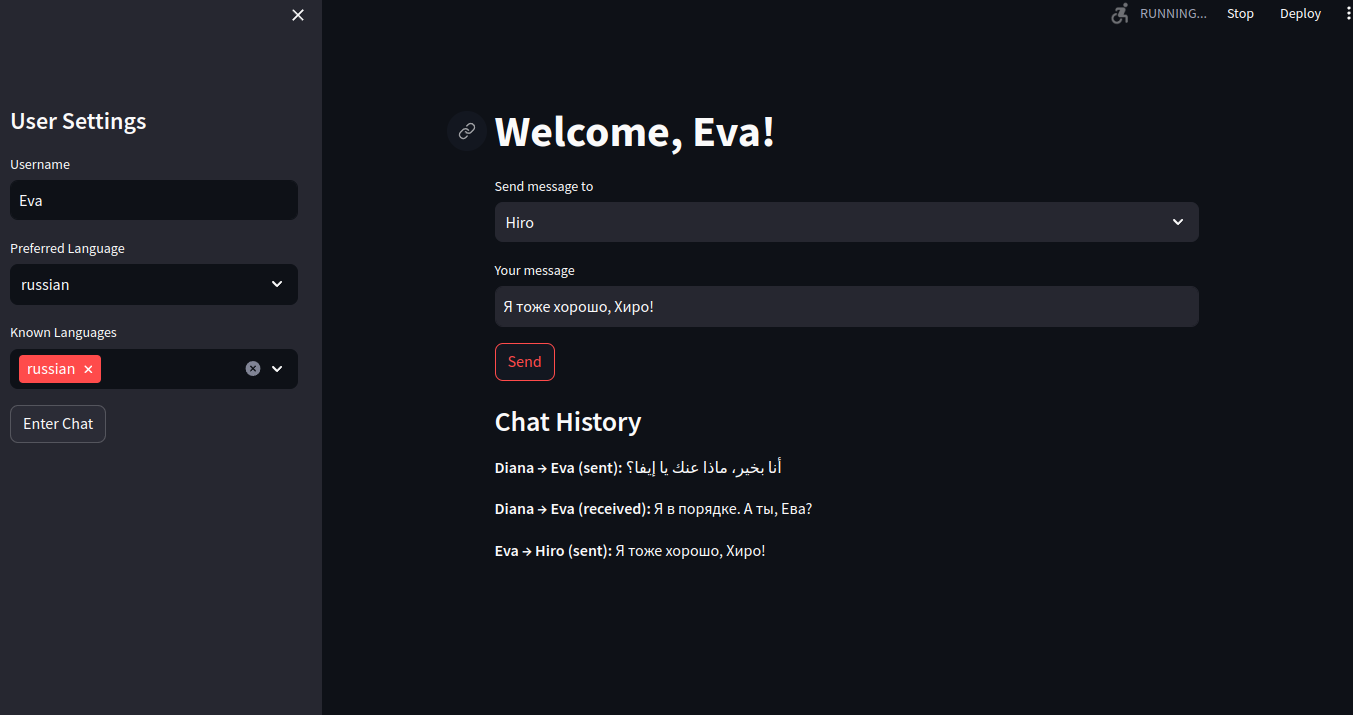 RUNNING...
Stop
Deploy
User Settings
Username
Eva
Preferred Language
russian
Known Languages
russian
Enter Chat
Welcome, Eva!
Send message to
Hiro
Your message
Я тоже хорошо, Хиро!
Send
Chat History
Diana → Eva (sent): أنا بخير، ماذا عنك يا إيفا؟
Diana → Eva (received): Я в порядке. А ты, Ева?
Eva → Hiro (sent): Я тоже хорошо, Хиро!